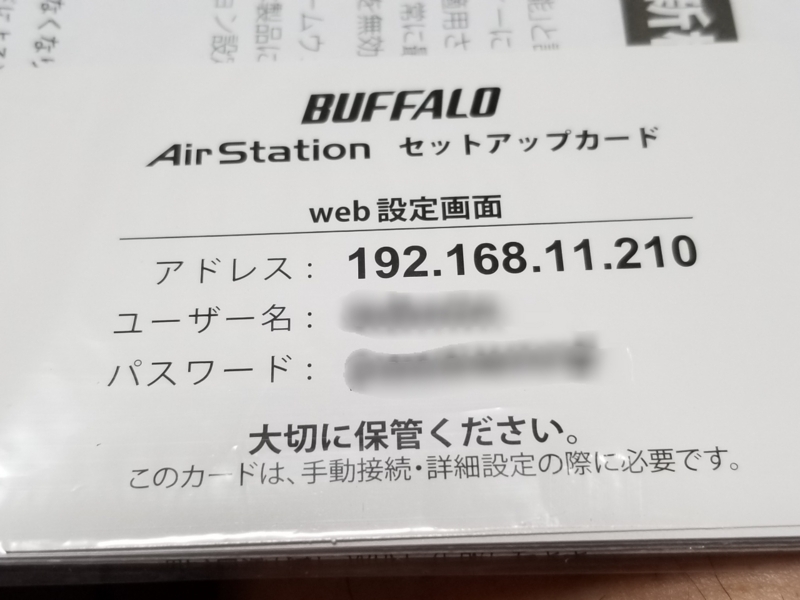 BUFFALO
AirStation セットアップカード
web 設定画面
アドレス： 192.168.11.210
ユーザー名：
パスワード：
大切に保管ください。
このカードは、手動接続・詳細設定の際に必要です。